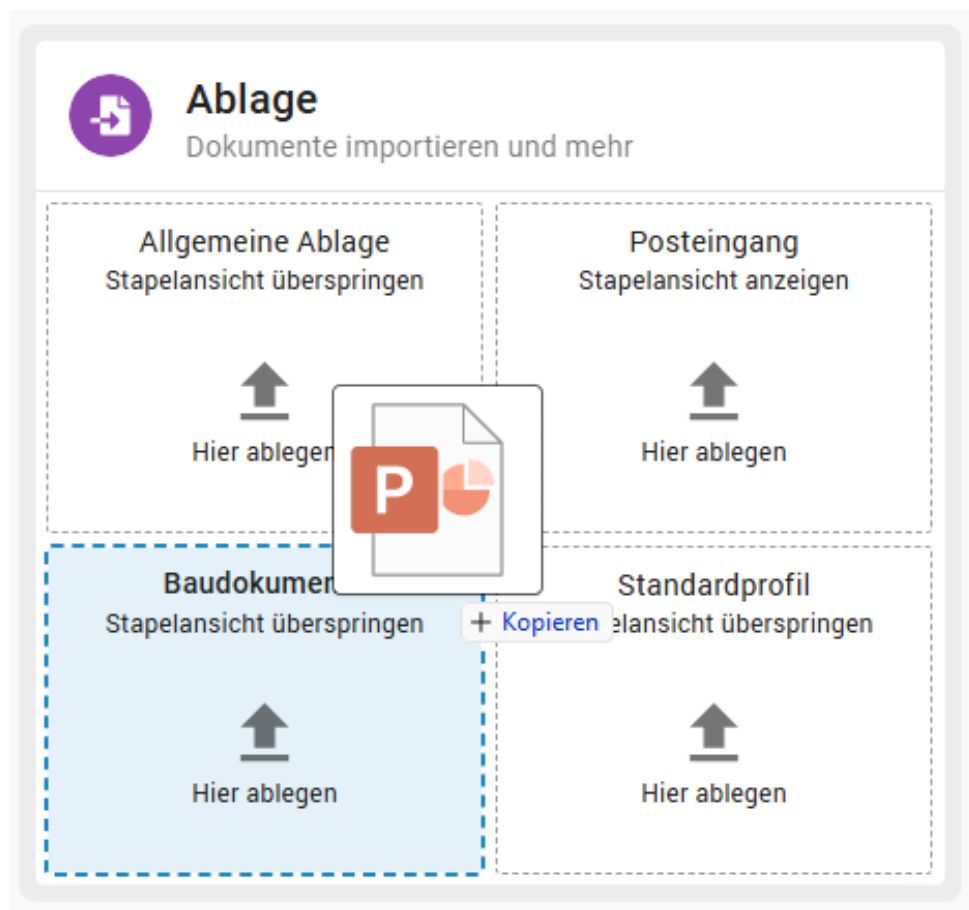 Ablage
Dokumente importieren und mehr
Allgemeine Ablage
Stapelansicht überspringen
Hier ablegen
Posteingang
Stapelansicht anzeigen
Hier ablegen
P
Stapelansicht überspringen
Hier ablegen
+ Kopieren
Standardprofil
überspringen
Hier ablegen